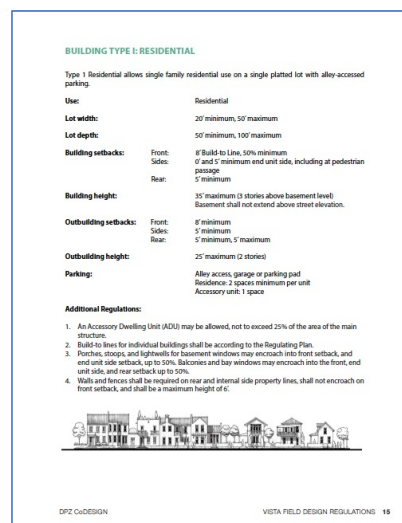 BUILDING TYPE I: RESIDENTIAL
Type 1 Residential allows single family residential use on a single platted lot with alley-accessed
parking.
Use: Residential
Lot width: 20' minimum, 50' maximum
Lot depth: 50' minimum, 100' maximum
Building setbacks: Front: 8' Build-to Line, 50% minimum
Sides: 0' and 5' minimum end unit side, including at pedestrian
passage
Rear: 5' minimum
Building height: 35' maximum (3 stories above basement level)
Basement shall not extend above street elevation.
Outbuilding setbacks: Front: 8' minimum
Sides: 5' minimum
Rear: 5' minimum, 5' maximum
Outbuilding height: 25' maximum (2 stories)
Parking: Alley access, garage or parking pad
Residence: 2 spaces minimum per unit
Accessory unit: 1 space
Additional Regulations:
1. An Accessory Dwelling Unit (ADU) may be allowed, not to exceed 25% of the area of the main
structure.
2. Build-to lines for individual buildings shall be according to the Regulating Plan.
3. Porches, stoops, and lightwells for basement windows may encroach into front setback, and
end unit side setback, up to 50%. Balconies and bay windows may encroach into the front, end
unit side, and rear setback up to 50%.
4. Walls and fences shall be required on rear and internal side property lines, shall not encroach on
front setback, and shall be a maximum height of 6'.
DPZ CoDESIGN VISTA FIELD DESIGN REGULATIONS 15